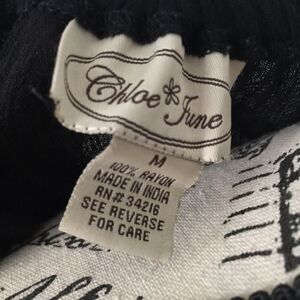 Chloe June
M
100% RAYON
MADE IN INDIA
RN# 34216
SEE REVERSE
FOR CARE